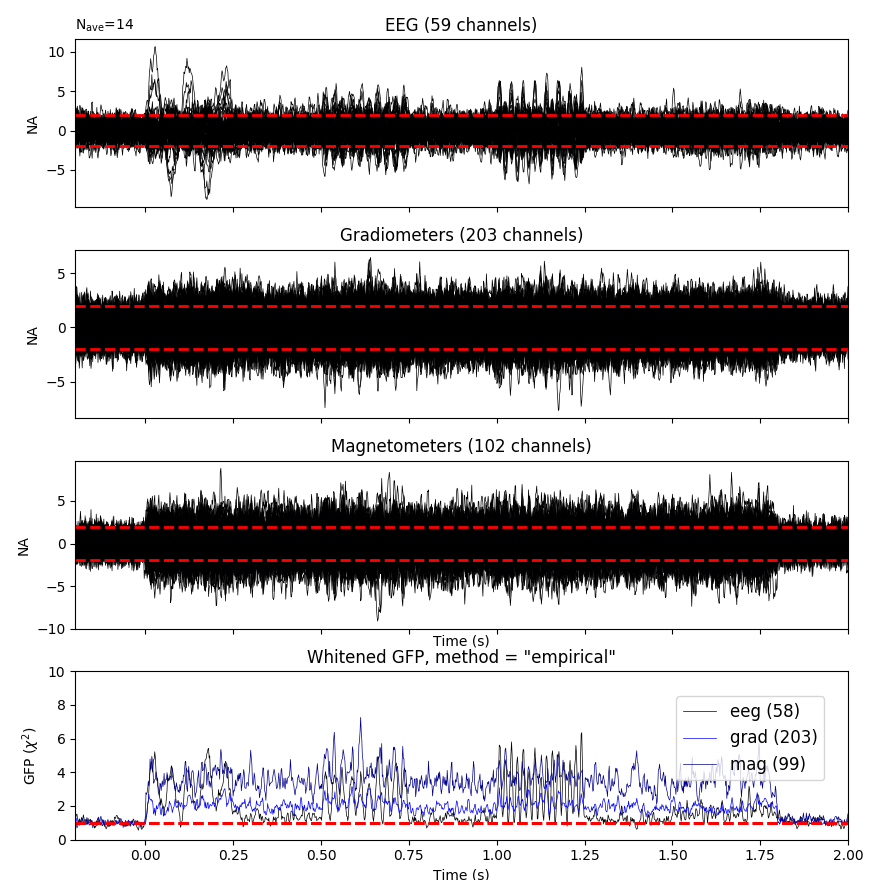 N_ave=14
EEG (59 channels)
10
5
0
−5
NA
Gradiometers (203 channels)
5
0
−5
NA
Magnetometers (102 channels)
5
0
−5
−10
NA
Time (s)
Whitened GFP, method = "empirical"
10
8
6
4
2
0
GFP (χ²)
eeg (58)
grad (203)
mag (99)
0.00 0.25 0.50 0.75 1.00 1.25 1.50 1.75 2.00
Time (s)